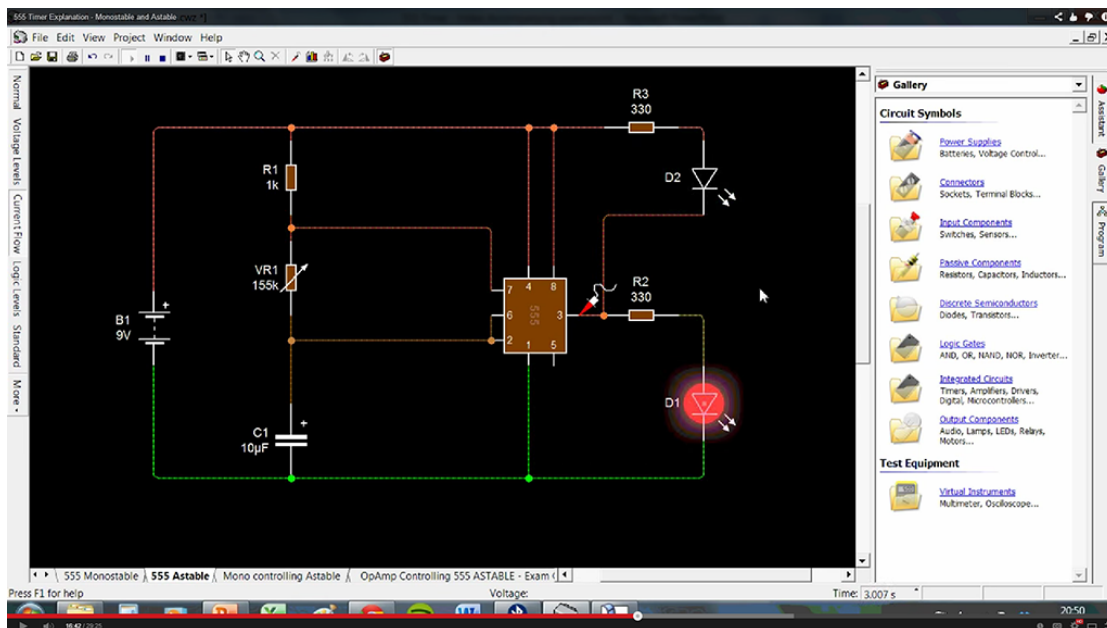 555 Timer Explanation - Monostable and Astable
File Edit View Project Window Help
Normal
Voltage Levels
Current Flow
Logic Levels
Standard
More
R3
330
R1
1k
D2
VR1
155k
B1
9V
7 4 8
6 555 3
2 1 5
R2
330
D1
C1
10µF
Gallery
Circuit Symbols
Power Supplies
Batteries, Voltage Control...
Connectors
Sockets, Terminal Blocks...
Input Components
Switches, Sensors...
Passive Components
Resistors, Capacitors, Inductors...
Discrete Semiconductors
Diodes, Transistors...
Logic Gates
AND, OR, NAND, NOR, Inverter...
Integrated Circuits
Timers, Amplifiers, Drivers,
Digital, Microcontrollers...
Output Components
Audio, Lamps, LEDs, Relays,
Motors...
Test Equipment
Virtual Instruments
Multimeter, Oscilloscope...
Assistant
Gallery
Program
555 Monostable 555 Astable Mono controlling Astable OpAmp Controlling 555 ASTABLE - Exam
Press F1 for help Voltage: Time: 3.007 s
20:50
16:42 / 29:25